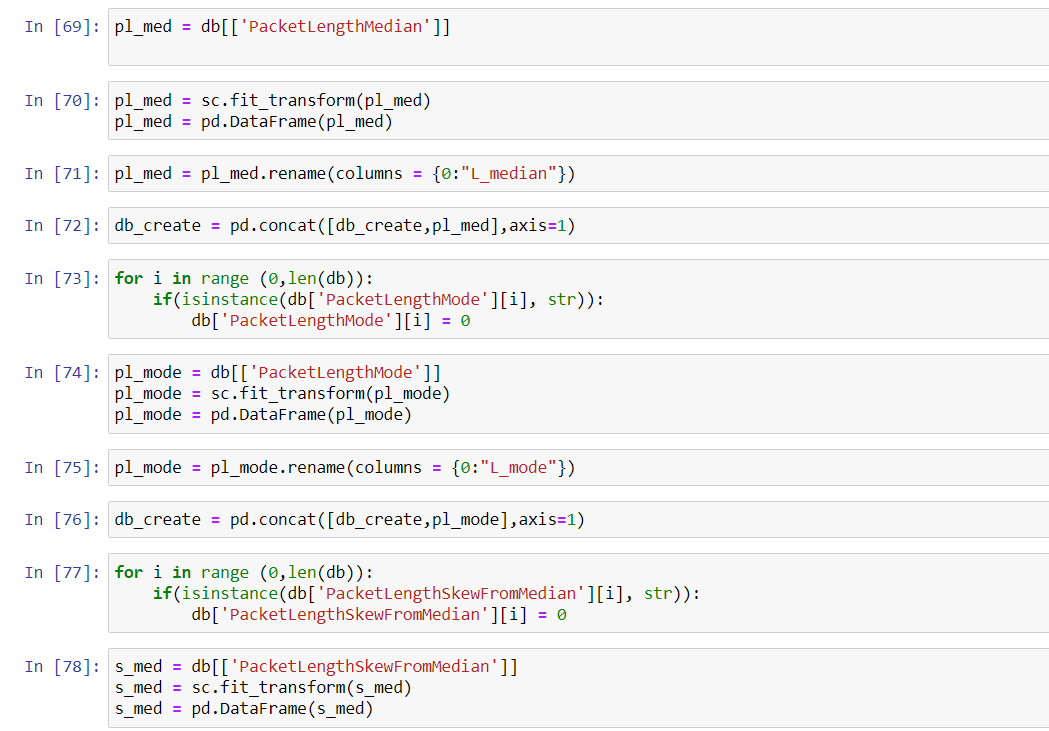 In [69]: pl_med = db[['PacketLengthMedian']]
In [70]: pl_med = sc.fit_transform(pl_med)
pl_med = pd.DataFrame(pl_med)
In [71]: pl_med = pl_med.rename(columns = {0:"L_median"})
In [72]: db_create = pd.concat([db_create,pl_med],axis=1)
In [73]: for i in range (0,len(db)):
    if(isinstance(db['PacketLengthMode'][i], str)):
        db['PacketLengthMode'][i] = 0
In [74]: pl_mode = db[['PacketLengthMode']]
pl_mode = sc.fit_transform(pl_mode)
pl_mode = pd.DataFrame(pl_mode)
In [75]: pl_mode = pl_mode.rename(columns = {0:"L_mode"})
In [76]: db_create = pd.concat([db_create,pl_mode],axis=1)
In [77]: for i in range (0,len(db)):
    if(isinstance(db['PacketLengthSkewFromMedian'][i], str)):
        db['PacketLengthSkewFromMedian'][i] = 0
In [78]: s_med = db[['PacketLengthSkewFromMedian']]
s_med = sc.fit_transform(s_med)
s_med = pd.DataFrame(s_med)